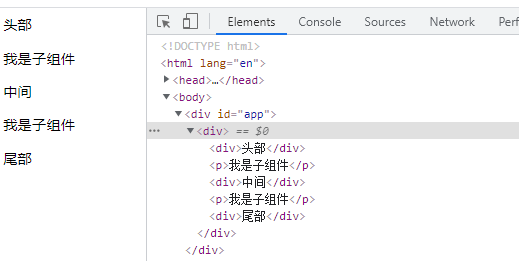 头部
我是子组件
中间
我是子组件
尾部
Elements Console Sources Network Perf
<!DOCTYPE html>
<html lang="en">
<head>…</head>
<body>
<div id="app">
<div> == $0
<div>头部</div>
<p>我是子组件</p>
<div>中间</div>
<p>我是子组件</p>
<div>尾部</div>
</div>
</div>